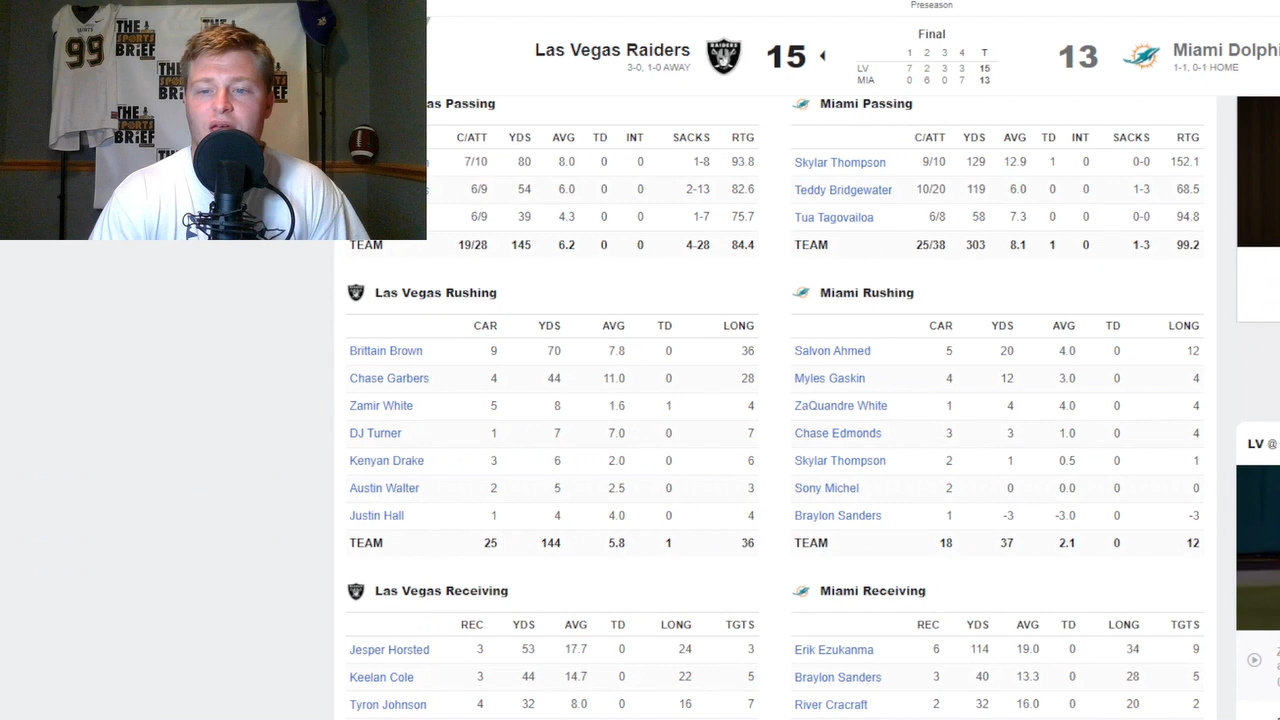 Preseason
Las Vegas Raiders
3-0, 1-0 AWAY
RAIDERS
15
Final
1 2 3 4 T
LV 7 2 3 3 15
MIA 0 6 0 7 13
13
Miami Dolphi
1-1, 0-1 HOME
99
THE
SPORTS
BRIEF
THE
THE
SPORTS
BRIEF
as Vegas Passing
C/ATT YDS AVG TD INT SACKS RTG
7/10 80 8.0 0 0 1-8 93.8
6/9 54 6.0 0 0 2-13 82.6
6/9 39 4.3 0 0 1-7 75.7
TEAM 19/28 145 6.2 0 0 4-28 84.4
Miami Passing
C/ATT YDS AVG TD INT SACKS RTG
Skylar Thompson 9/10 129 12.9 1 0 0-0 152.1
Teddy Bridgewater 10/20 119 6.0 0 0 1-3 68.5
Tua Tagovailoa 6/8 58 7.3 0 0 0-0 94.8
TEAM 25/38 303 8.1 1 0 1-3 99.2
Las Vegas Rushing
CAR YDS AVG TD LONG
Brittain Brown 9 70 7.8 0 36
Chase Garbers 4 44 11.0 0 28
Zamir White 5 8 1.6 1 4
DJ Turner 1 7 7.0 0 7
Kenyan Drake 3 6 2.0 0 6
Austin Walter 2 5 2.5 0 3
Justin Hall 1 4 4.0 0 4
TEAM 25 144 5.8 1 36
Miami Rushing
CAR YDS AVG TD LONG
Salvon Ahmed 5 20 4.0 0 12
Myles Gaskin 4 12 3.0 0 4
ZaQuandre White 1 4 4.0 0 4
Chase Edmonds 3 3 1.0 0 4
Skylar Thompson 2 1 0.5 0 1
Sony Michel 2 0 0.0 0 0
Braylon Sanders 1 -3 -3.0 0 -3
TEAM 18 37 2.1 0 12
Las Vegas Receiving
REC YDS AVG TD LONG TGTS
Jesper Horsted 3 53 17.7 0 24 3
Keelan Cole 3 44 14.7 0 22 5
Tyron Johnson 4 32 8.0 0 16 7
Miami Receiving
REC YDS AVG TD LONG TGTS
Erik Ezukanma 6 114 19.0 0 34 9
Braylon Sanders 3 40 13.3 0 28 5
River Cracraft 2 32 16.0 0 20 2
LV @